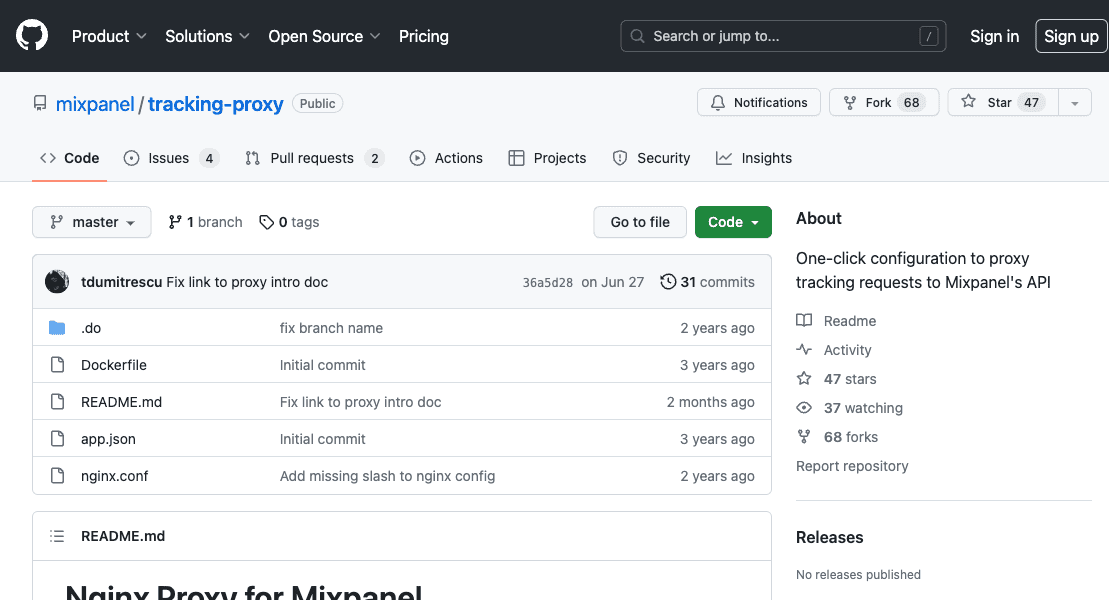 Product Solutions Open Source Pricing Search or jump to... / Sign in Sign up
mixpanel / tracking-proxy Public Notifications Fork 68 Star 47
Code Issues 4 Pull requests 2 Actions Projects Security Insights
master 1 branch 0 tags Go to file Code
tdumitrescu Fix link to proxy intro doc 36a5d28 on Jun 27 31 commits
.do fix branch name 2 years ago
Dockerfile Initial commit 3 years ago
README.md Fix link to proxy intro doc 2 months ago
app.json Initial commit 3 years ago
nginx.conf Add missing slash to nginx config 2 years ago
README.md
Nginx Proxy for Mixpanel
About
One-click configuration to proxy
tracking requests to Mixpanel's API
Readme
Activity
47 stars
37 watching
68 forks
Report repository
Releases
No releases published